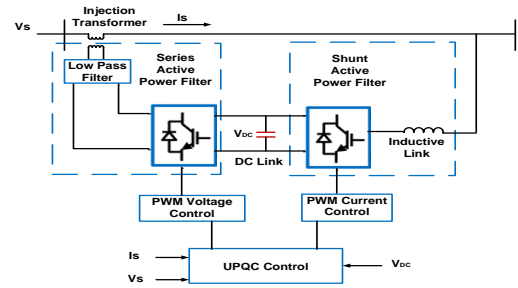 Injection
Transformer
Is
Vs
Series
Active
Power Filter
Low Pass
Filter
Shunt
Active
Power Filter
VDC
DC Link
Inductive
Link
PWM Voltage
Control
PWM Current
Control
Is
Vs
UPQC Control
VDC